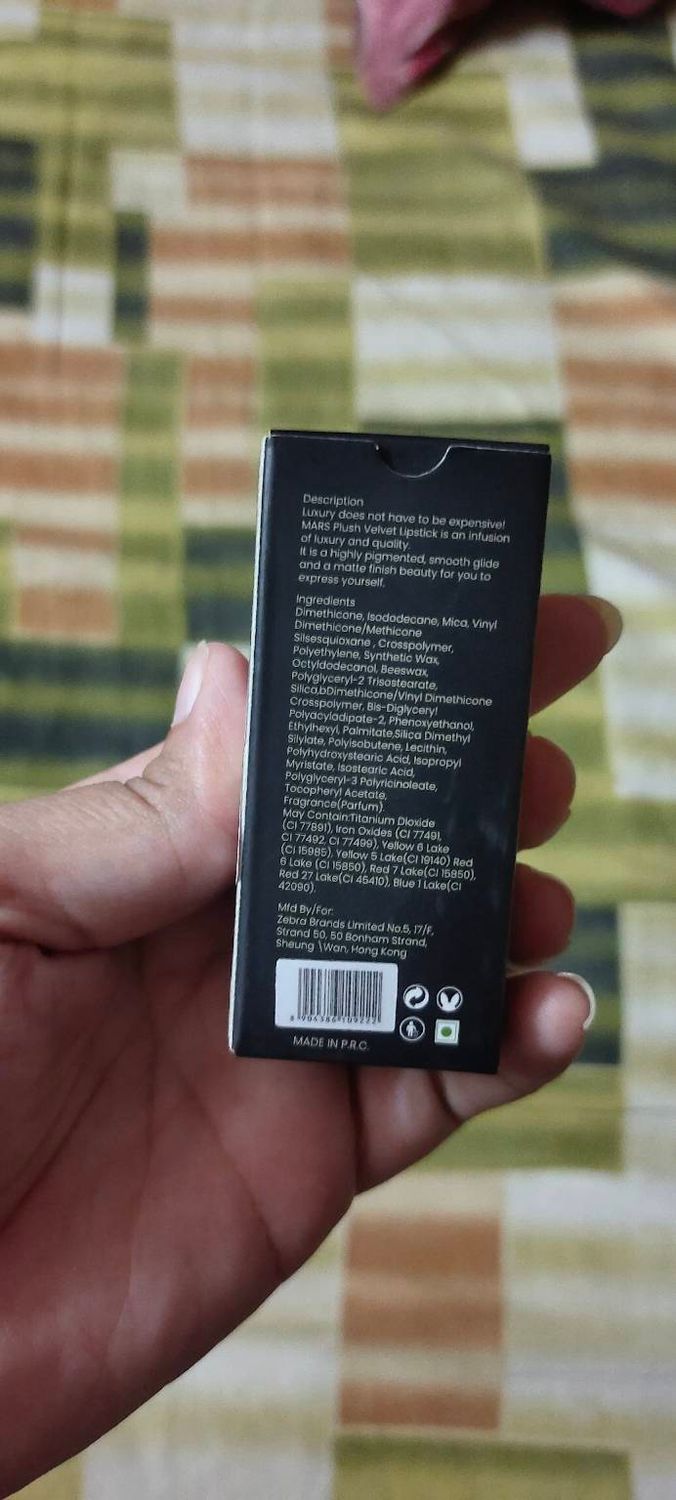 Description
Luxury does not have to be expensive!
MARS Plush Velvet Lipstick is an infusion
of luxury and quality.
It is a highly pigmented, smooth glide
and a matte finish beauty for you to
express yourself.
Ingredients
Dimethicone, Isododecane, Mica, Vinyl
Dimethicone/Methicone
Silsesquioxane , Crosspolymer,
Polyethylene, Synthetic Wax,
Octyldodecanol, Beeswax,
Polyglyceryl-2 Triisostearate,
Silica,bDimethicone/Vinyl Dimethicone
Crosspolymer, Bis-Diglyceryl
Polyacyladipate-2, Phenoxyethanol,
Ethylhexyl, Palmitate,Silica Dimethyl
Silylate, Polyisobutene, Lecithin,
Polyhydroxystearic Acid, Isopropyl
Myristate, Isostearic Acid,
Polyglyceryl-3 Polyricinoleate,
Tocopheryl Acetate,
Fragrance(Parfum).
May Contain:Titanium Dioxide
(CI 77891), Iron Oxides (CI 77491,
CI 77492, CI 77499), Yellow 6 Lake
(CI 15985), Yellow 5 Lake(CI 19140) Red
6 Lake (CI 15850), Red 7 Lake(CI 15850),
Red 27 Lake(CI 45410), Blue 1 Lake(CI
42090).
Mfd By/For:
Zebra Brands Limited No.5, 17/F,
Strand 50, 50 Bonham Strand,
Sheung \Wan, Hong Kong
8 904386 109222
MADE IN P.R.C.